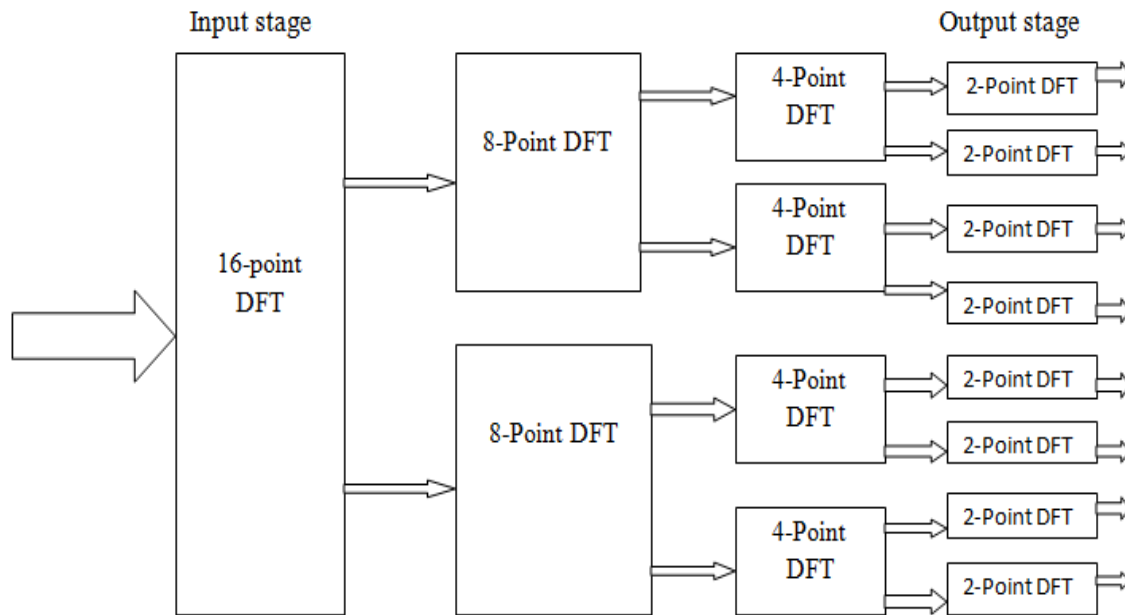 Input stage
Output stage
16-point
DFT
8-Point DFT
8-Point DFT
4-Point
DFT
4-Point
DFT
4-Point
DFT
4-Point
DFT
2-Point DFT
2-Point DFT
2-Point DFT
2-Point DFT
2-Point DFT
2-Point DFT
2-Point DFT
2-Point DFT